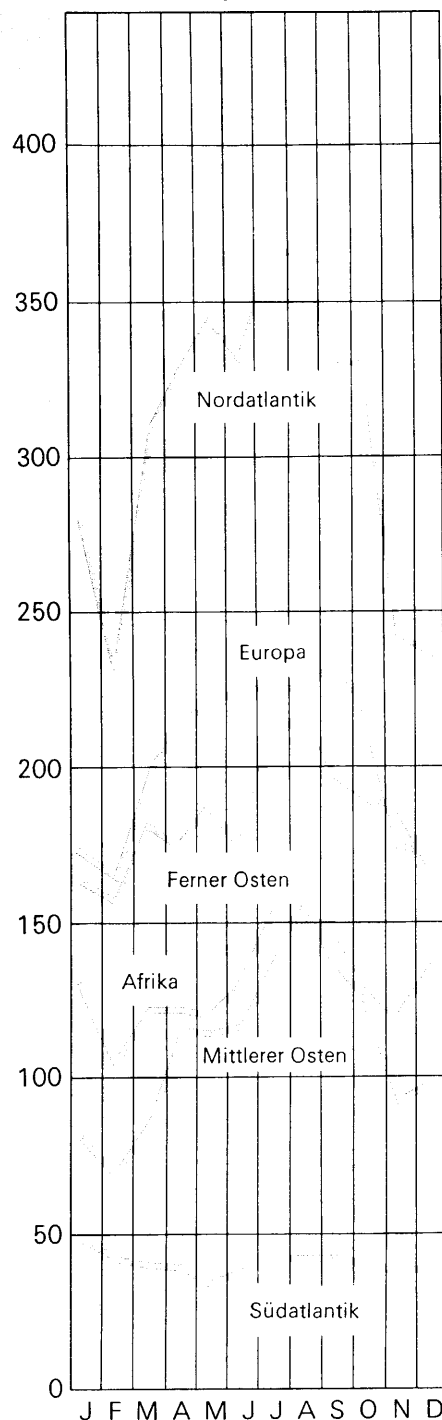 400
350
Nordatlantik
300
250
Europa
200
Ferner Osten
150
Afrika
Mittlerer Osten
100
50
Südatlantik
0
J F M A M J J A S O N D